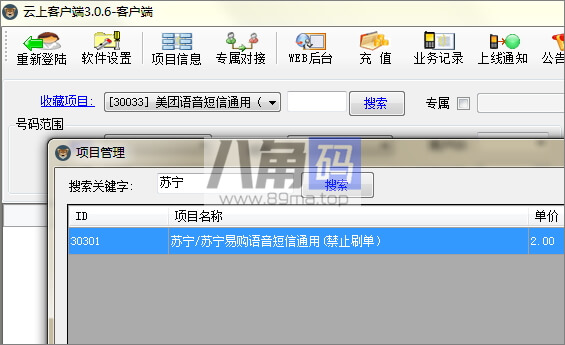 云上客户端3.0.6-客户端
重新登陆 软件设置 项目信息 专属对接 WEB后台 充 值 业务记录 上线通知 公告
收藏项目: [30033] 美团语音短信通用 ( 搜索 专属
号码范围
项目管理
八角码
搜索关键字: 苏宁 搜索
www.89ma.top
ID 项目名称 单价
30301 苏宁/苏宁易购语音短信通用(禁止刷单) 2.00